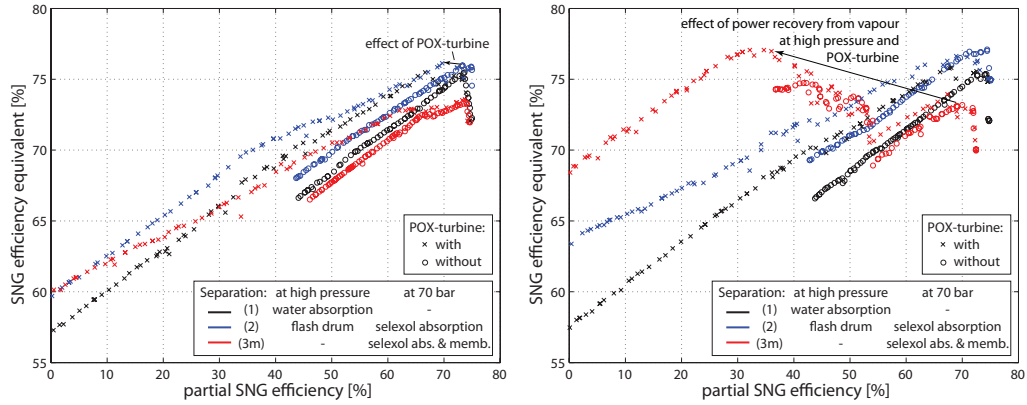 80
75
70
65
60
55
0
10
20
30
40
50
60
70
80
SNG efficiency equivalent [%]
partial SNG efficiency [%]
effect of POX-turbine
POX-turbine:
× with
o without
Separation: at high pressure at 70 bar
(1) water absorption -
(2) flash drum selexol absorption
(3m) - selexol abs. & memb.
80
75
70
65
60
55
0
10
20
30
40
50
60
70
80
SNG efficiency equivalent [%]
partial SNG efficiency [%]
effect of power recovery from vapour
at high pressure and
POX-turbine
POX-turbine:
× with
o without
Separation: at high pressure at 70 bar
(1) water absorption -
(2) flash drum selexol absorption
(3m) - selexol abs. & memb.